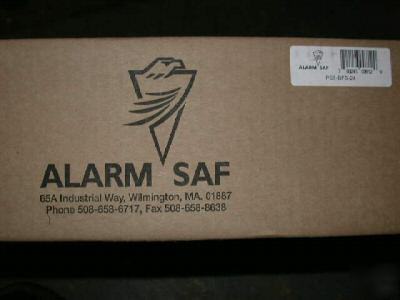 ALARM SAF
65A Industrial Way, Wilmington, MA. 01887
Phone 508-658-6717, Fax 508-658-8638
ALARM SAF